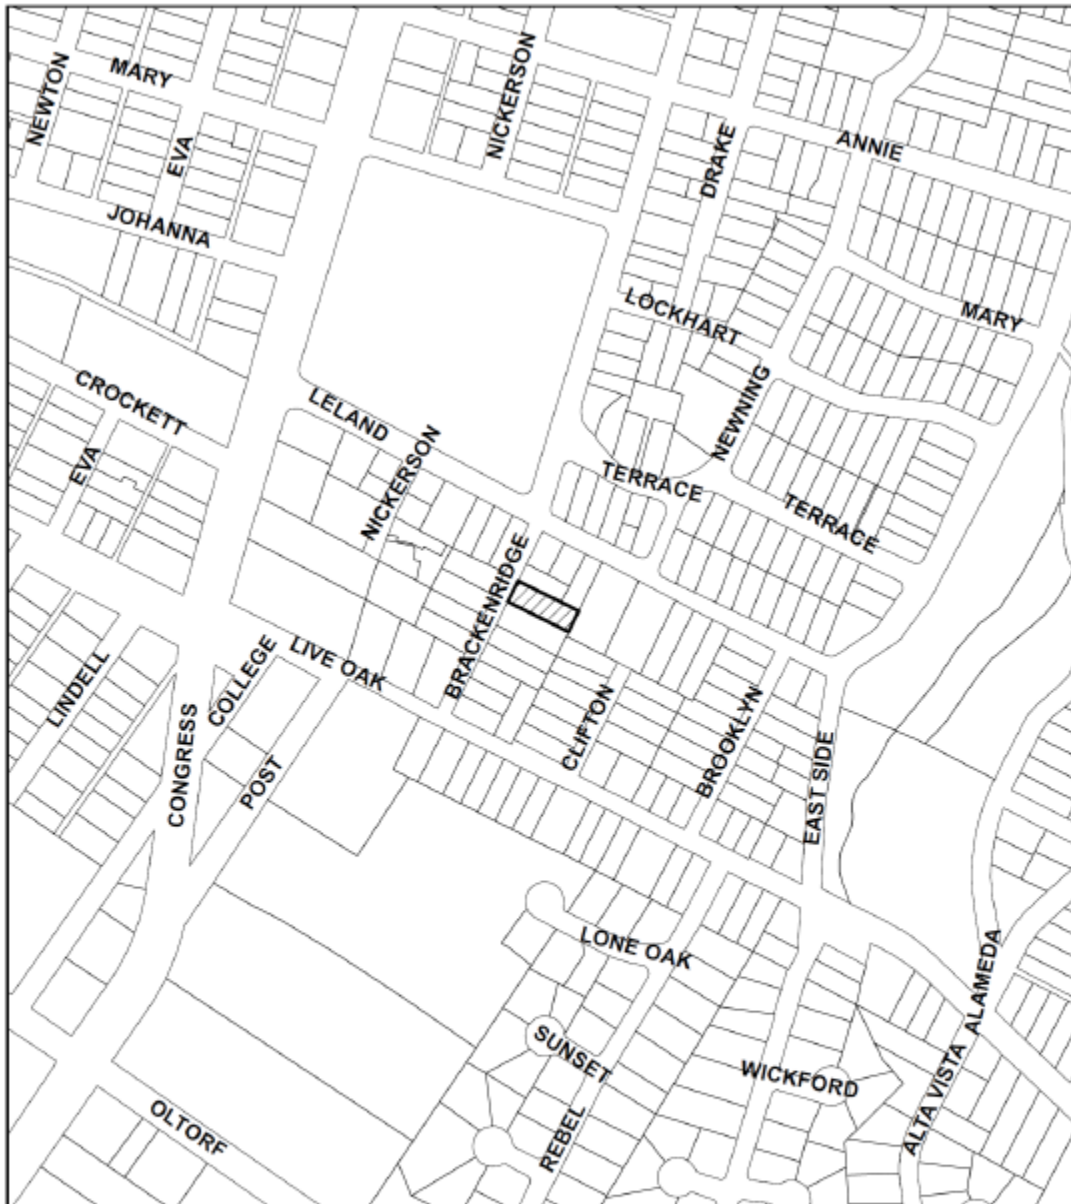 NEWTON
MARY
EVA
NICKERSON
DRAKE
ANNIE
JOHANNA
LOCKHART
MARY
CROCKETT
LELAND
NEWNING
EVA
NICKERSON
TERRACE
TERRACE
BRACKENRIDGE
LINDELL
COLLEGE
LIVE OAK
CLIFTON
BROOKLYN
CONGRESS
POST
EAST SIDE
LONE OAK
ALAMEDA
SUNSET
WICKFORD
ALTA VISTA
OLTORF
REBEL